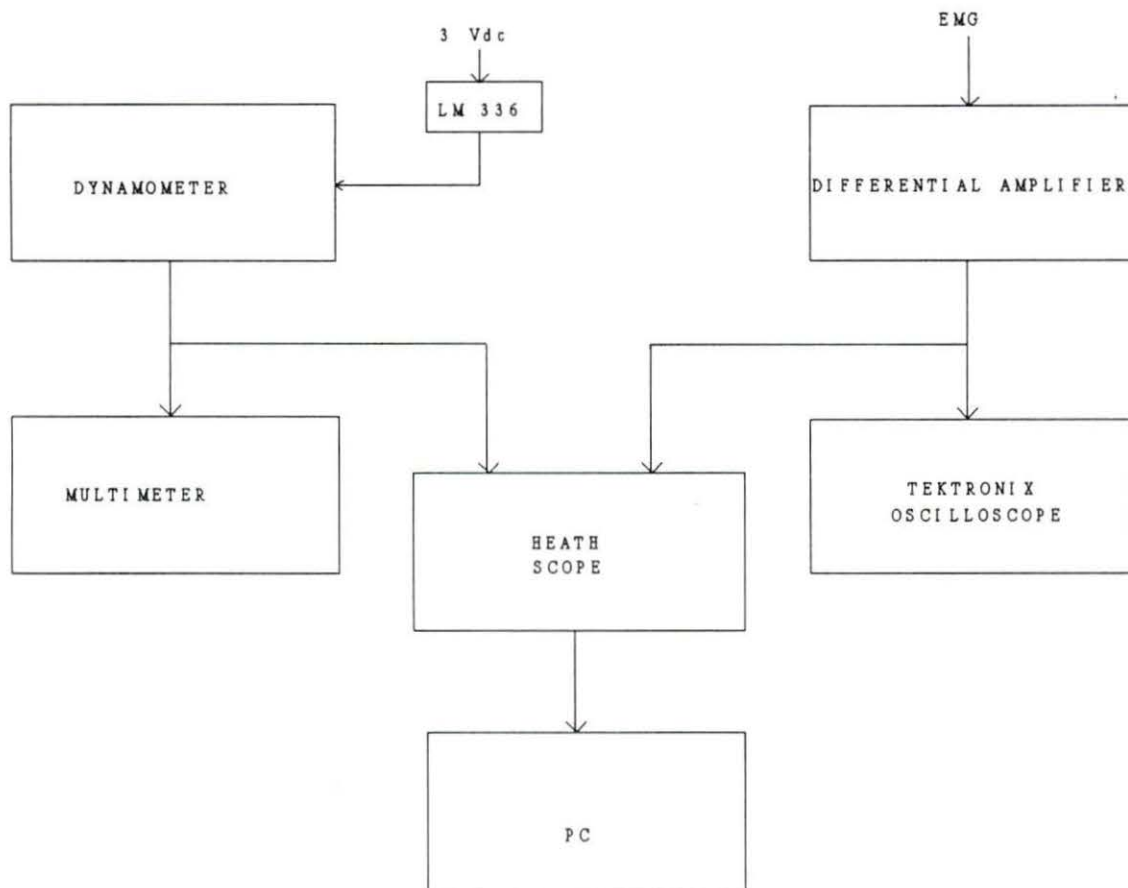 3 Vdc
EMG
LM 336
DYNAMOMETER
DIFFERENTIAL AMPLIFIER
MULTIMETER
TEKTRONIX
OSCILLOSCOPE
HEATH
SCOPE
PC